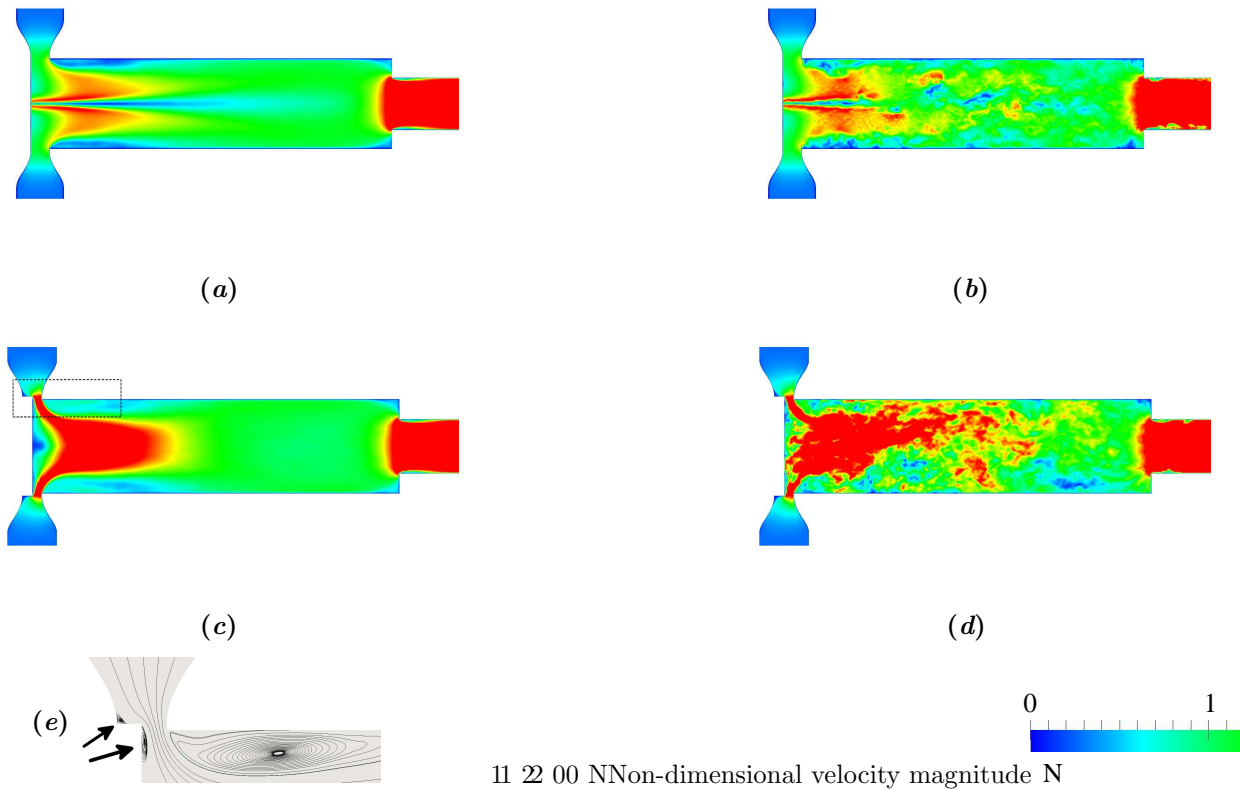 (a)
(b)
(c)
(d)
(e)
0 1
11 22 00 NNon-dimensional velocity magnitude N